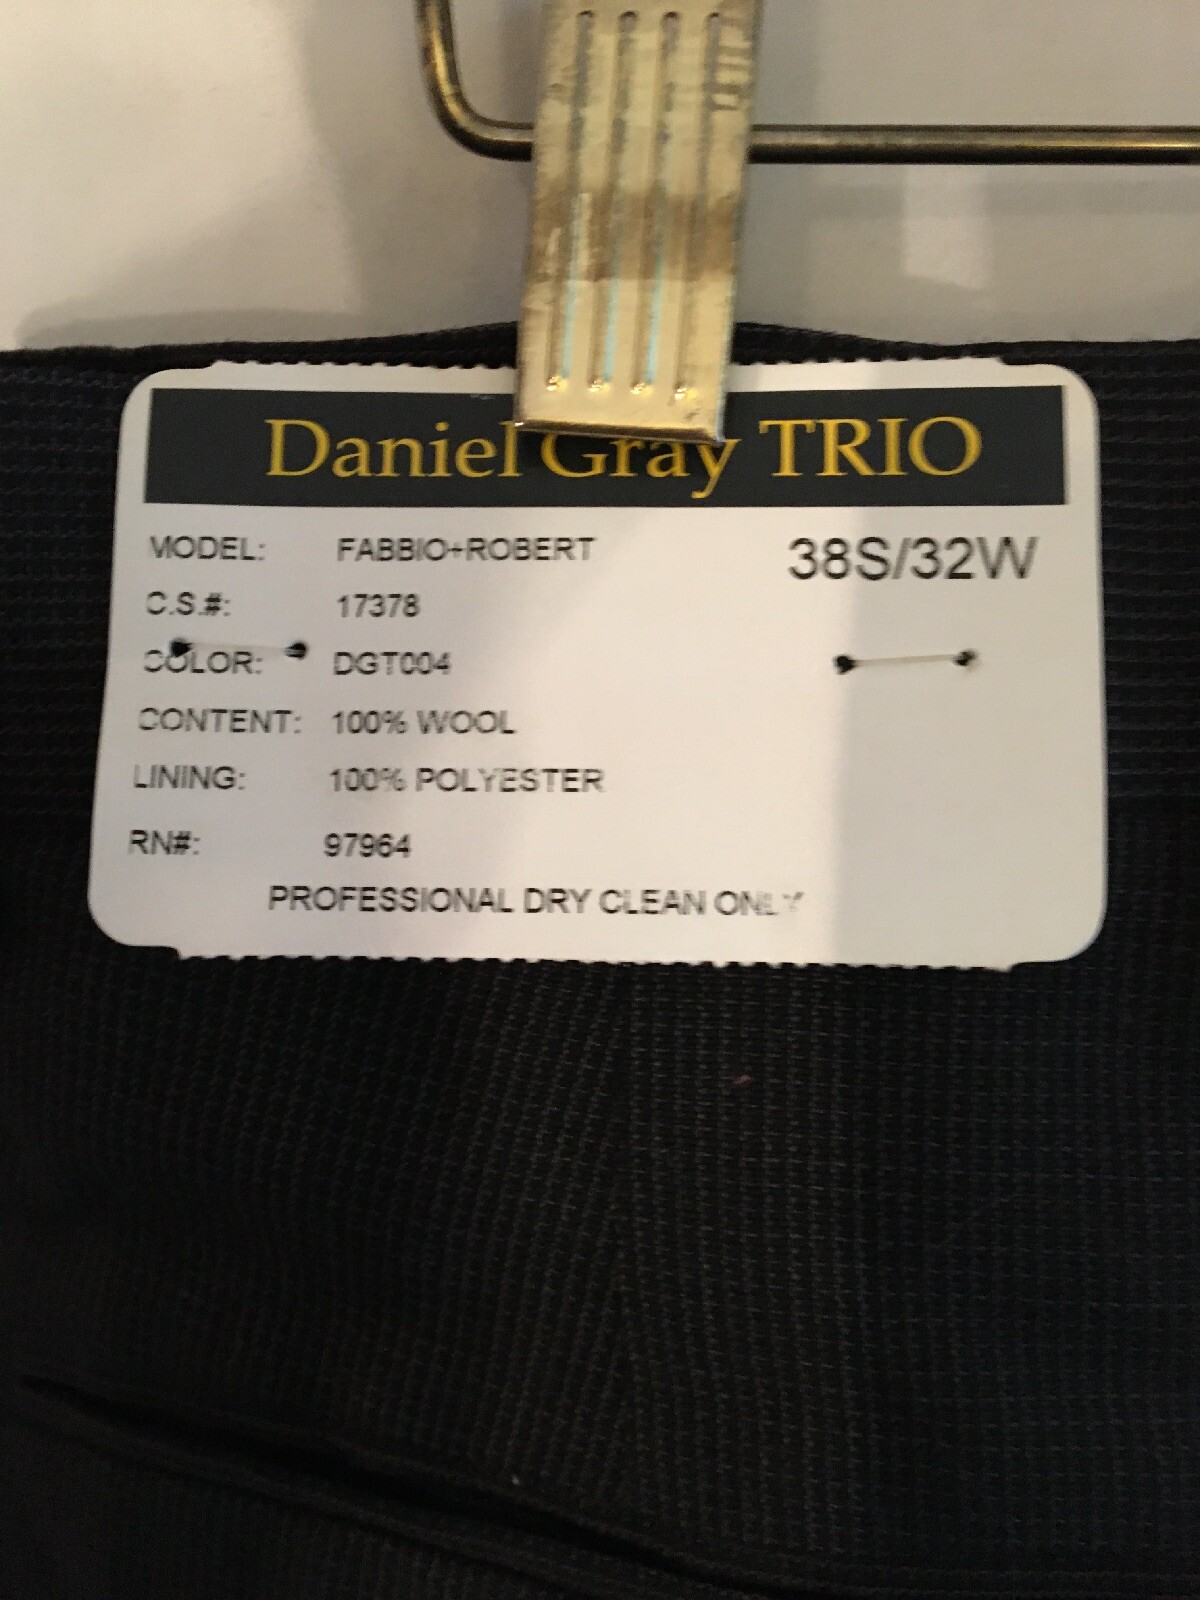 Daniel Gray TRIO
MODEL: FABBIO+ROBERT 38S/32W
C.S.#: 17378
COLOR: DGT004
CONTENT: 100% WOOL
LINING: 100% POLYESTER
RN#: 97964
PROFESSIONAL DRY CLEAN ONLY